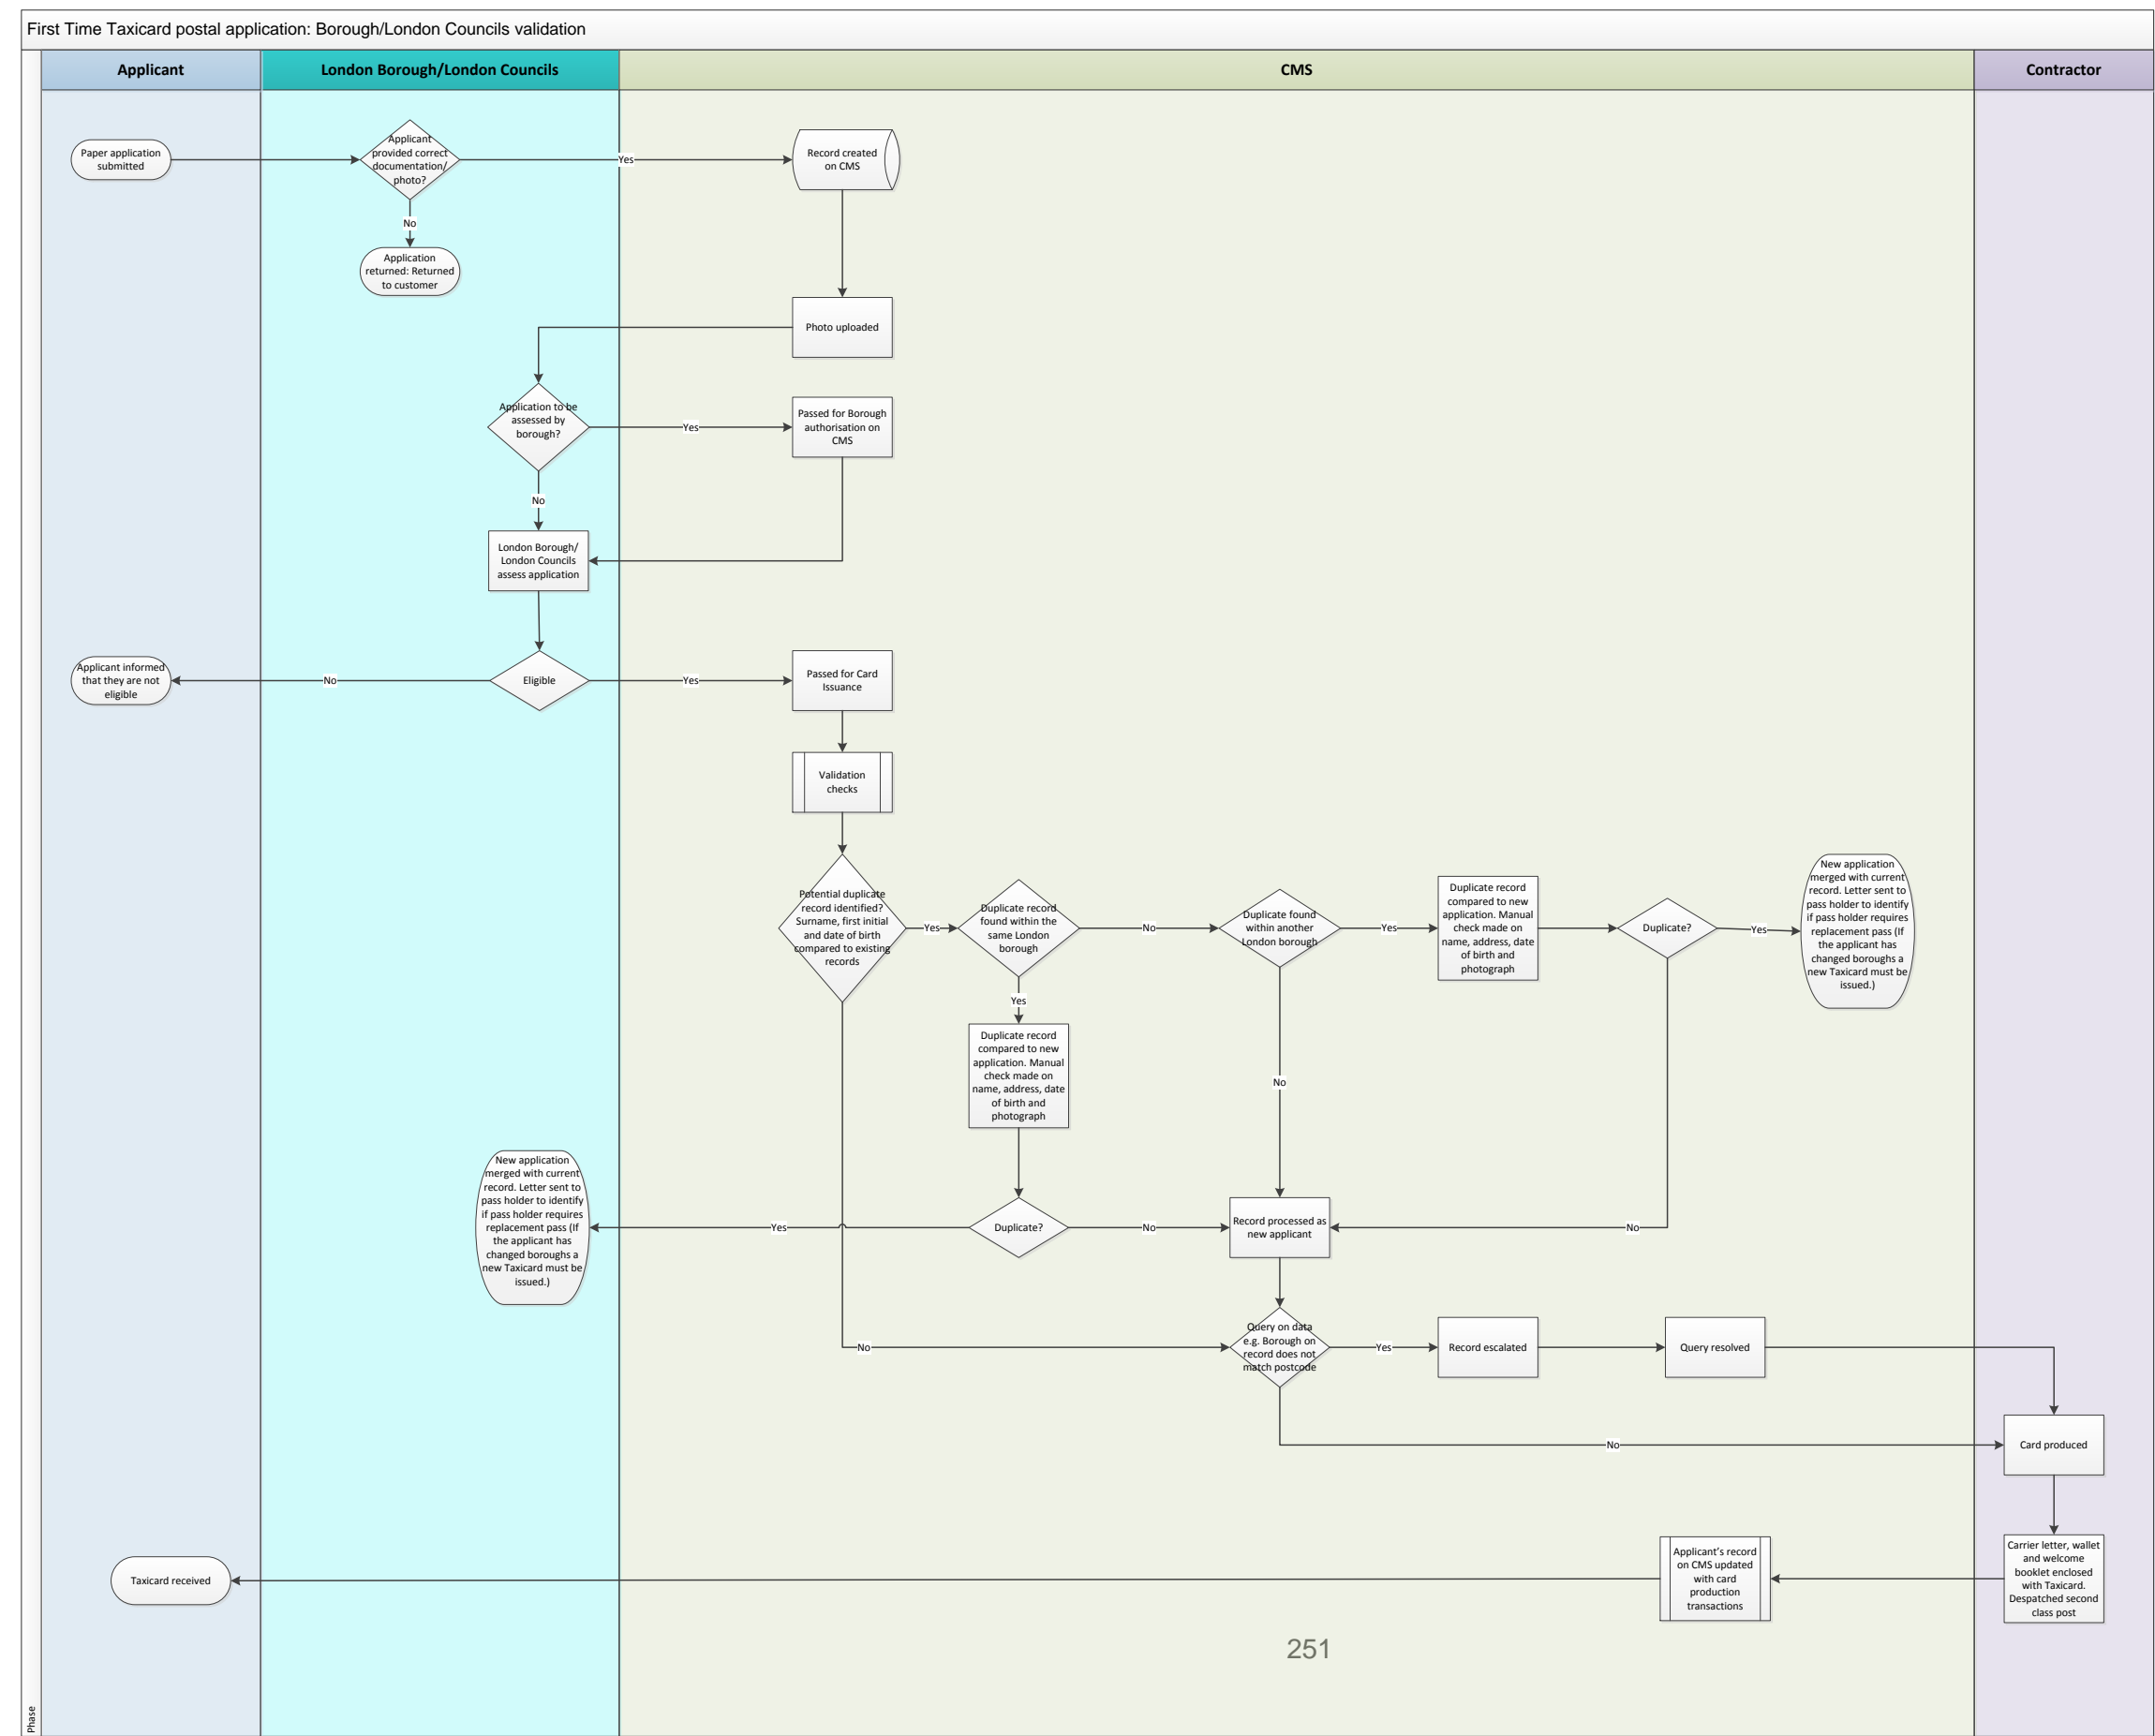 First Time Taxicard postal application: Borough/London Councils validation
Applicant
London Borough/London Councils
CMS
Contractor
Paper application
submitted
Applicant
provided correct
documentation/
photo?
Yes
Record created
on CMS
No
Application
returned: Returned
to customer
Photo uploaded
Application to be
assessed by
borough?
Yes
Passed for Borough
authorisation on
CMS
No
London Borough/
London Councils
assess application
Applicant informed
that they are not
eligible
No
Eligible
Yes
Passed for Card
Issuance
Validation
checks
Potential duplicate
record identified?
Surname, first initial
and date of birth
compared to existing
records
Yes
Duplicate record
found within the
same London
borough
No
Duplicate found
within another
London borough
Yes
Duplicate record
compared to new
application. Manual
check made on
name, address, date
of birth and
photograph
Duplicate?
Yes
New application
merged with current
record. Letter sent to
pass holder to identify
if pass holder requires
replacement pass (If
the applicant has
changed boroughs a
new Taxicard must be
issued.)
Yes
Duplicate record
compared to new
application. Manual
check made on
name, address, date
of birth and
photograph
No
New application
merged with current
record. Letter sent to
pass holder to identify
if pass holder requires
replacement pass (If
the applicant has
changed boroughs a
new Taxicard must be
issued.)
Yes
Duplicate?
No
Record processed as
new applicant
No
No
Query on data
e.g. Borough on
record does not
match postcode
Yes
Record escalated
Query resolved
No
Card produced
Taxicard received
Applicant’s record
on CMS updated
with card
production
transactions
Carrier letter, wallet
and welcome
booklet enclosed
with Taxicard.
Despatched second
class post
251
Phase